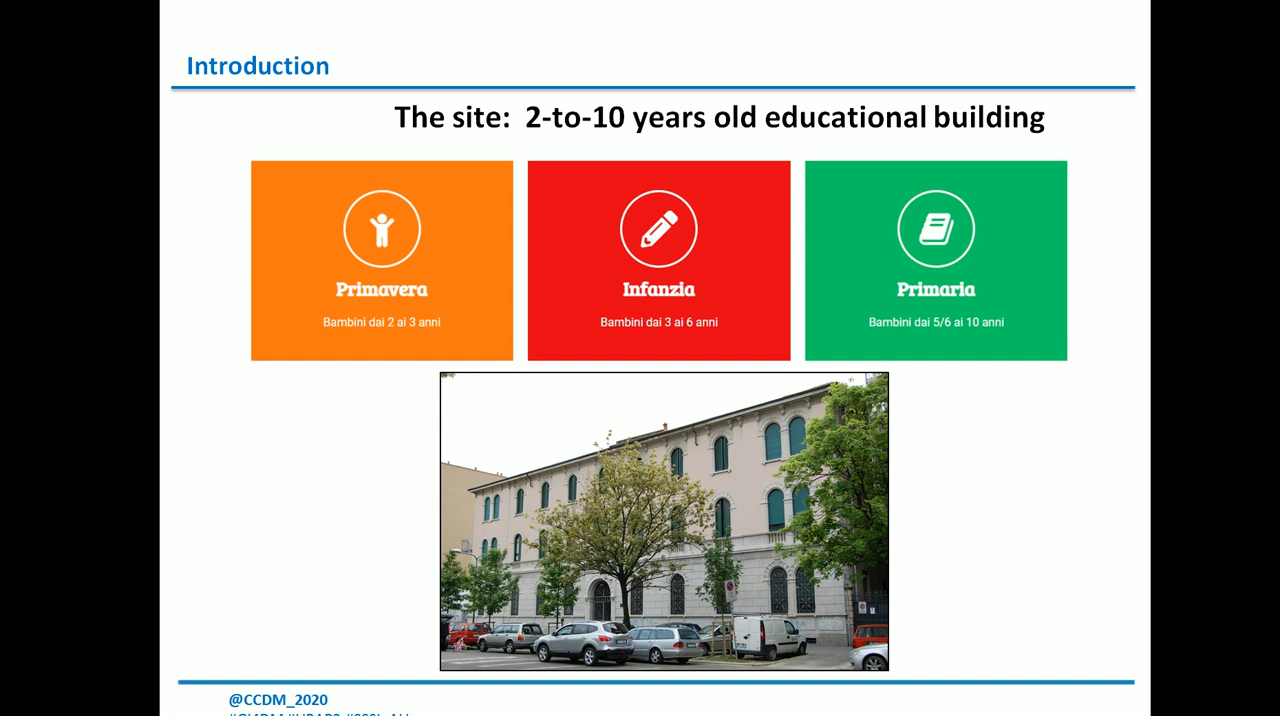 Introduction
The site: 2-to-10 years old educational building
Primavera
Bambini dai 2 ai 3 anni
Infanzia
Bambini dai 3 ai 6 anni
Primaria
Bambini dai 5/6 ai 10 anni
@CCDM_2020